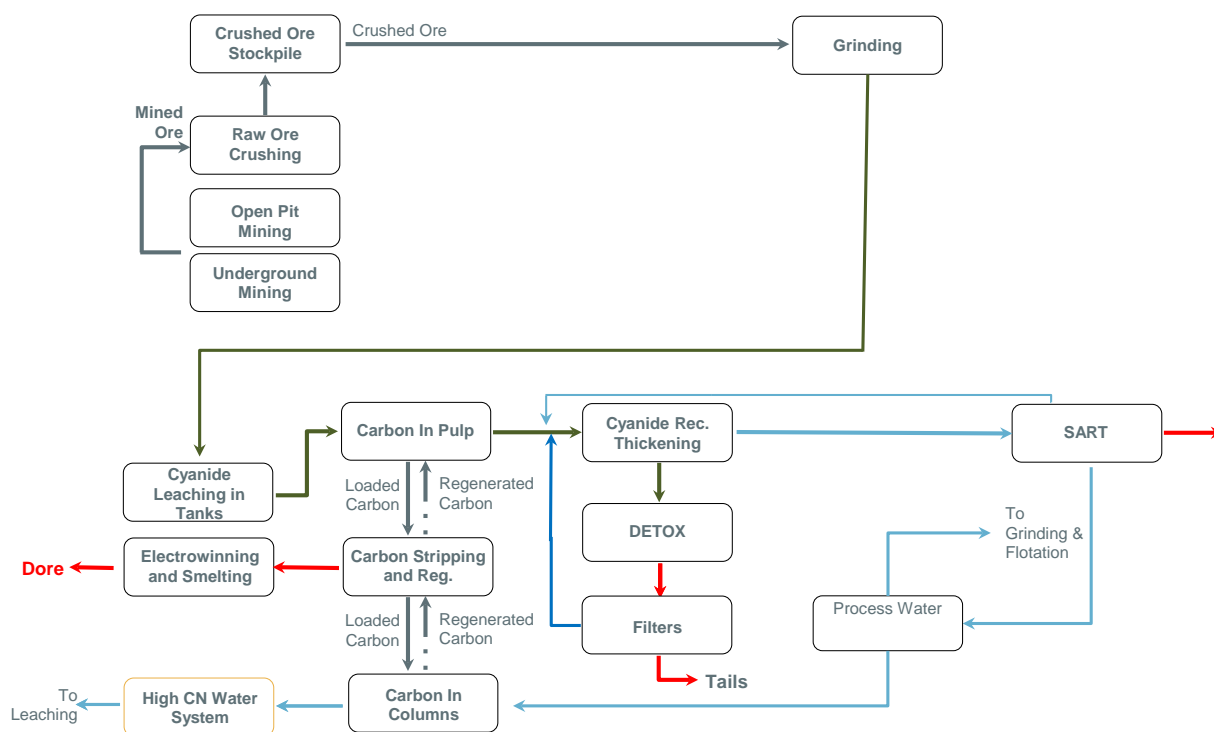 Crushed Ore
Stockpile
Crushed Ore
Grinding
Mined
Ore
Raw Ore
Crushing
Open Pit
Mining
Underground
Mining
Carbon In Pulp
Cyanide Rec.
Thickening
SART
Cyanide
Leaching in
Tanks
Loaded
Carbon
Regenerated
Carbon
DETOX
To
Grinding &
Flotation
Dore
Electrowinning
and Smelting
Carbon Stripping
and Reg.
Process Water
Loaded
Carbon
Regenerated
Carbon
Filters
Tails
To
Leaching
High CN Water
System
Carbon In
Columns